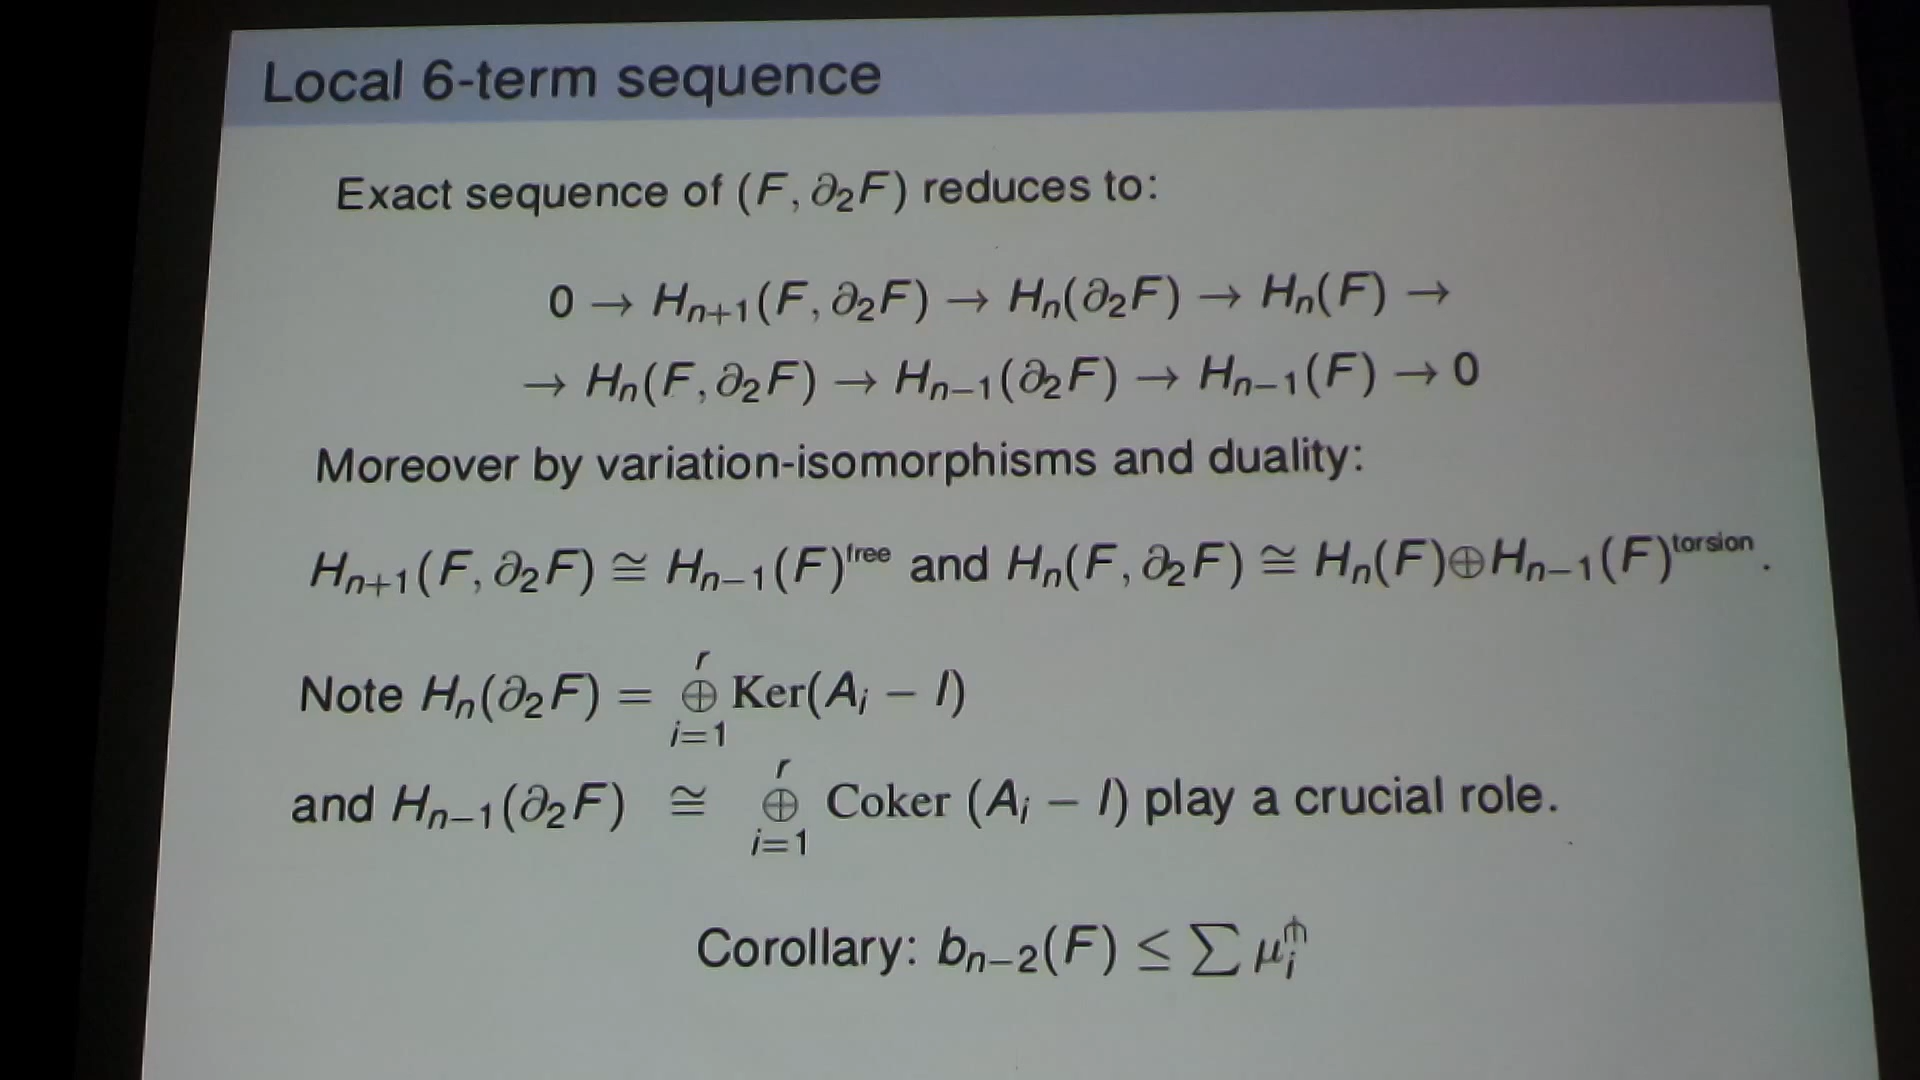 Local 6-term sequence
Exact sequence of (F, ∂₂F) reduces to:
0 → Hₙ₊₁(F, ∂₂F) → Hₙ(∂₂F) → Hₙ(F) →
→ Hₙ(F, ∂₂F) → Hₙ₋₁(∂₂F) → Hₙ₋₁(F) → 0
Moreover by variation-isomorphisms and duality:
Hₙ₊₁(F, ∂₂F) ≅ Hₙ₋₁(F)^free and Hₙ(F, ∂₂F) ≅ Hₙ(F)⊕Hₙ₋₁(F)^torsion.
Note Hₙ(∂₂F) = ⊕_{i=1}^{r} Ker(Aᵢ − I)
and Hₙ₋₁(∂₂F) ≅ ⊕_{i=1}^{r} Coker (Aᵢ − I) play a crucial role.
Corollary: bₙ₋₂(F) ≤ ∑ μᵢ^⋔